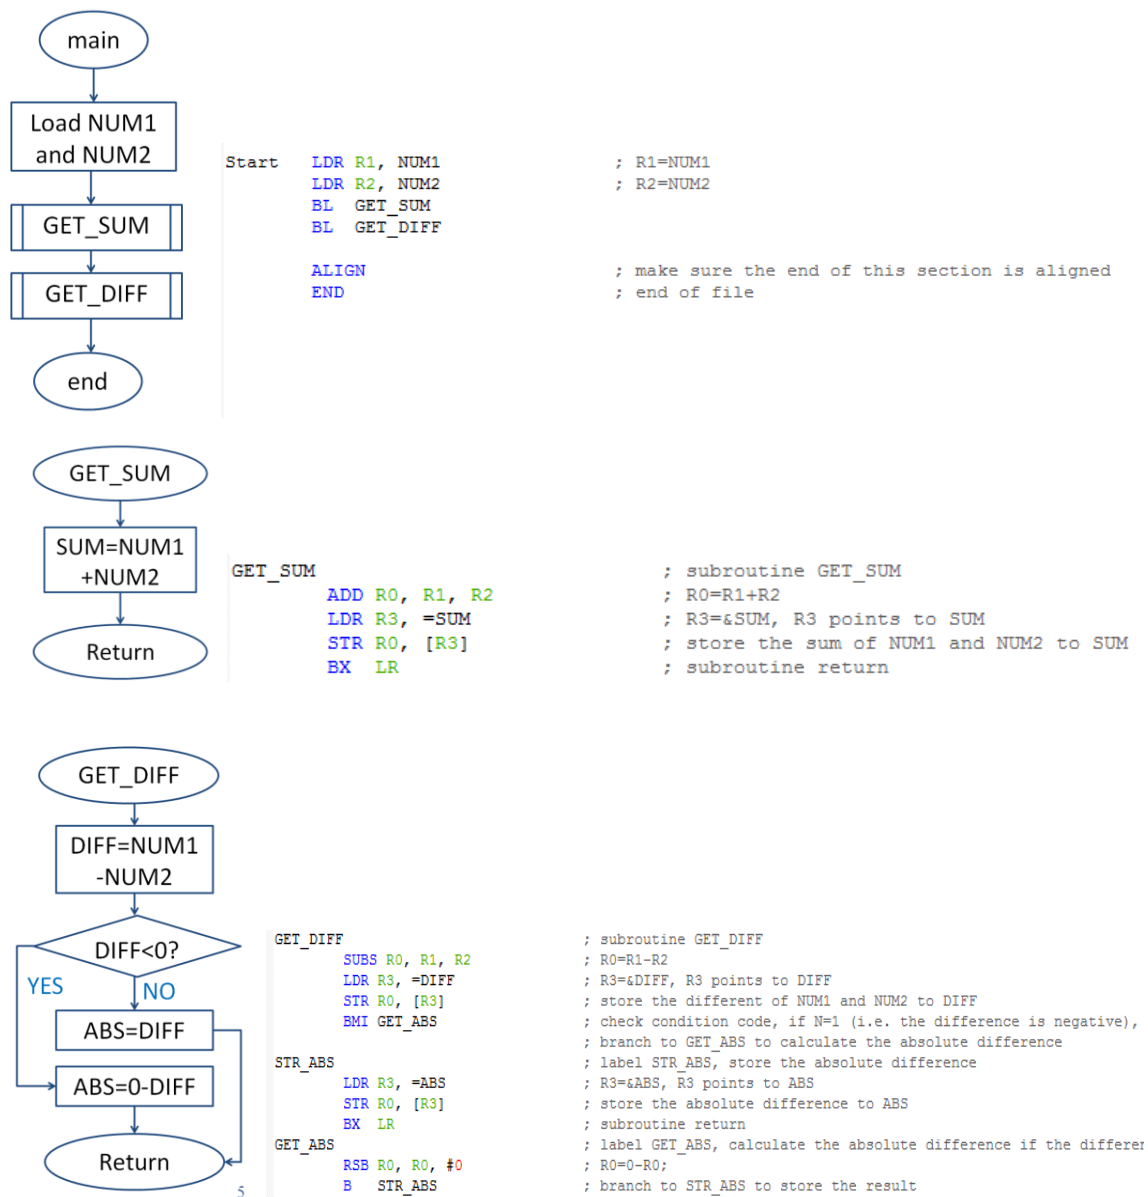 main
Load NUM1
and NUM2
GET_SUM
GET_DIFF
end
Start LDR R1, NUM1 ; R1=NUM1
LDR R2, NUM2 ; R2=NUM2
BL GET_SUM
BL GET_DIFF
ALIGN ; make sure the end of this section is aligned
END ; end of file
GET_SUM
SUM=NUM1
+NUM2
Return
GET_SUM ; subroutine GET_SUM
ADD R0, R1, R2 ; R0=R1+R2
LDR R3, =SUM ; R3=&SUM, R3 points to SUM
STR R0, [R3] ; store the sum of NUM1 and NUM2 to SUM
BX LR ; subroutine return
GET_DIFF
DIFF=NUM1
-NUM2
DIFF<0?
YES
NO
ABS=DIFF
ABS=0-DIFF
Return
5
GET_DIFF ; subroutine GET_DIFF
SUBS R0, R1, R2 ; R0=R1-R2
LDR R3, =DIFF ; R3=&DIFF, R3 points to DIFF
STR R0, [R3] ; store the different of NUM1 and NUM2 to DIFF
BMI GET_ABS ; check condition code, if N=1 (i.e. the difference is negative),
; branch to GET_ABS to calculate the absolute difference
STR_ABS ; label STR_ABS, store the absolute difference
LDR R3, =ABS ; R3=&ABS, R3 points to ABS
STR R0, [R3] ; store the absolute difference to ABS
BX LR ; subroutine return
GET_ABS ; label GET_ABS, calculate the absolute difference if the differen
RSB R0, R0, #0 ; R0=0-R0;
B STR_ABS ; branch to STR_ABS to store the result